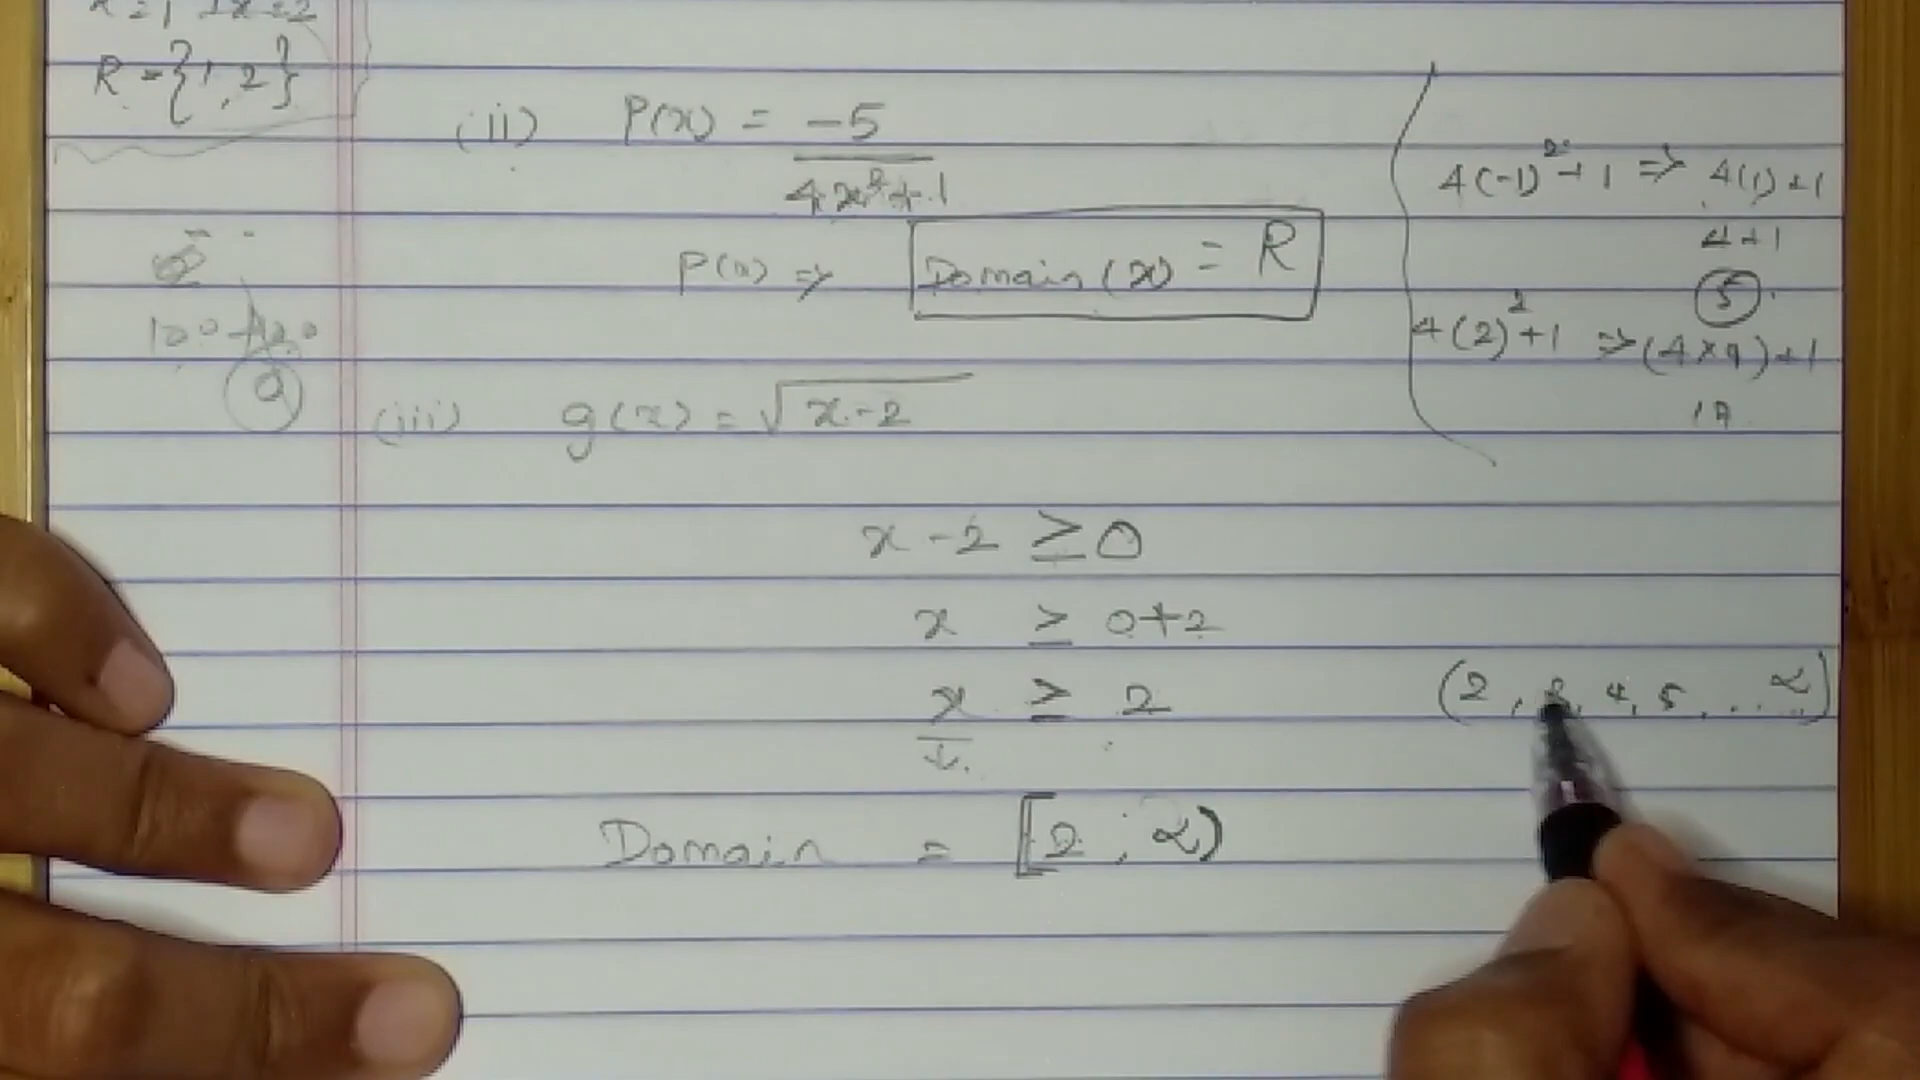 R = {1, 2}
(ii) P(x) = -5
4x²+1
P(x) => Domain (x) = R
(iii) g(x) = √x-2
x - 2 ≥ 0
x ≥ 0+2
x ≥ 2
↓
Domain = [2, ∞)
4(-1)²+1 => 4(1)+1
4+1
5
4(2)²+1 => (4×4)+1
17
(2, 3, 4, 5, .... ∞)